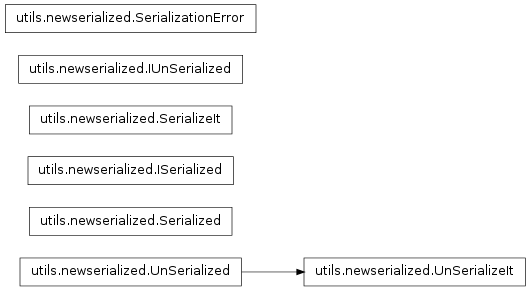 utils.newserialized.SerializationError
utils.newserialized.IUnSerialized
utils.newserialized.SerializeIt
utils.newserialized.ISerialized
utils.newserialized.Serialized
utils.newserialized.UnSerialized
utils.newserialized.UnSerializeIt